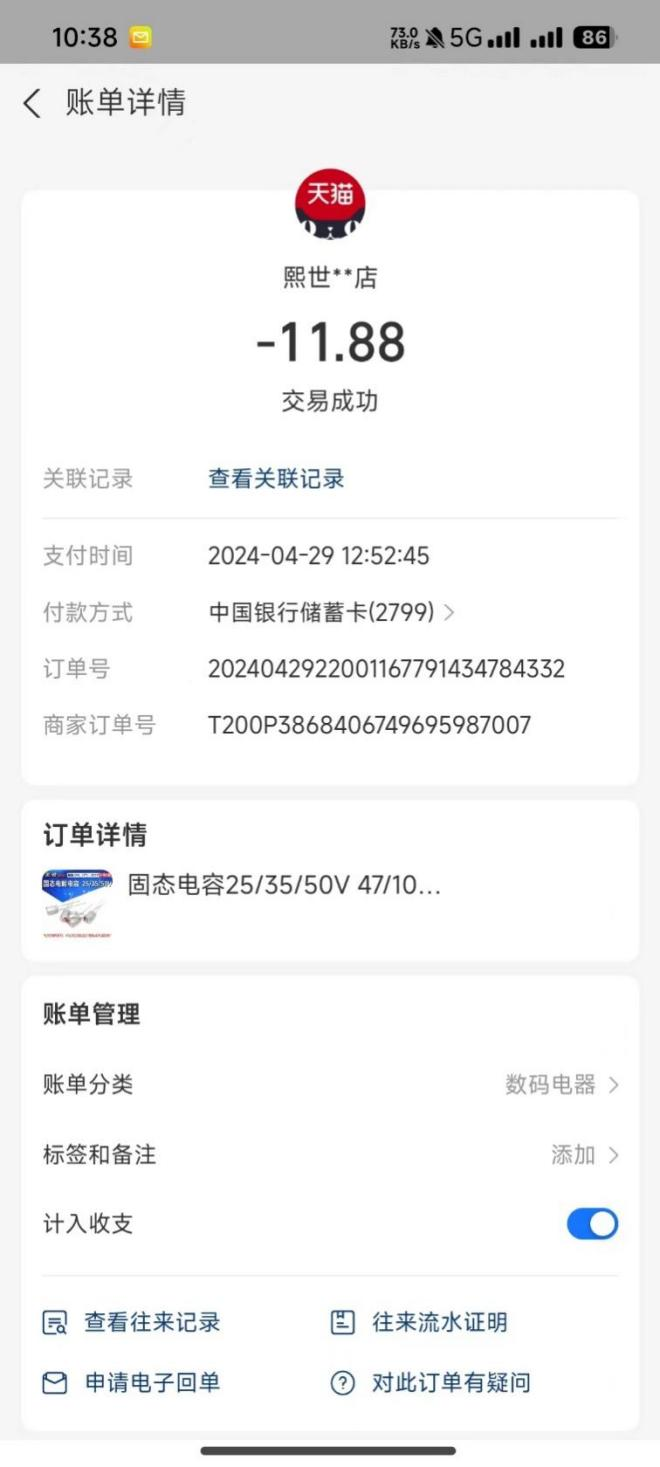 10:38
73.0 KB/s 5G 86
账单详情
天猫
熙世**店
-11.88
交易成功
关联记录 查看关联记录
支付时间 2024-04-29 12:52:45
付款方式 中国银行储蓄卡(2799)
订单号 2024042922001167791434784332
商家订单号 T200P3868406749695987007
订单详情
固态电容25/35/50V 47/10...
账单管理
账单分类 数码电器
标签和备注 添加
计入收支
查看往来记录 往来流水证明
申请电子回单 对此订单有疑问